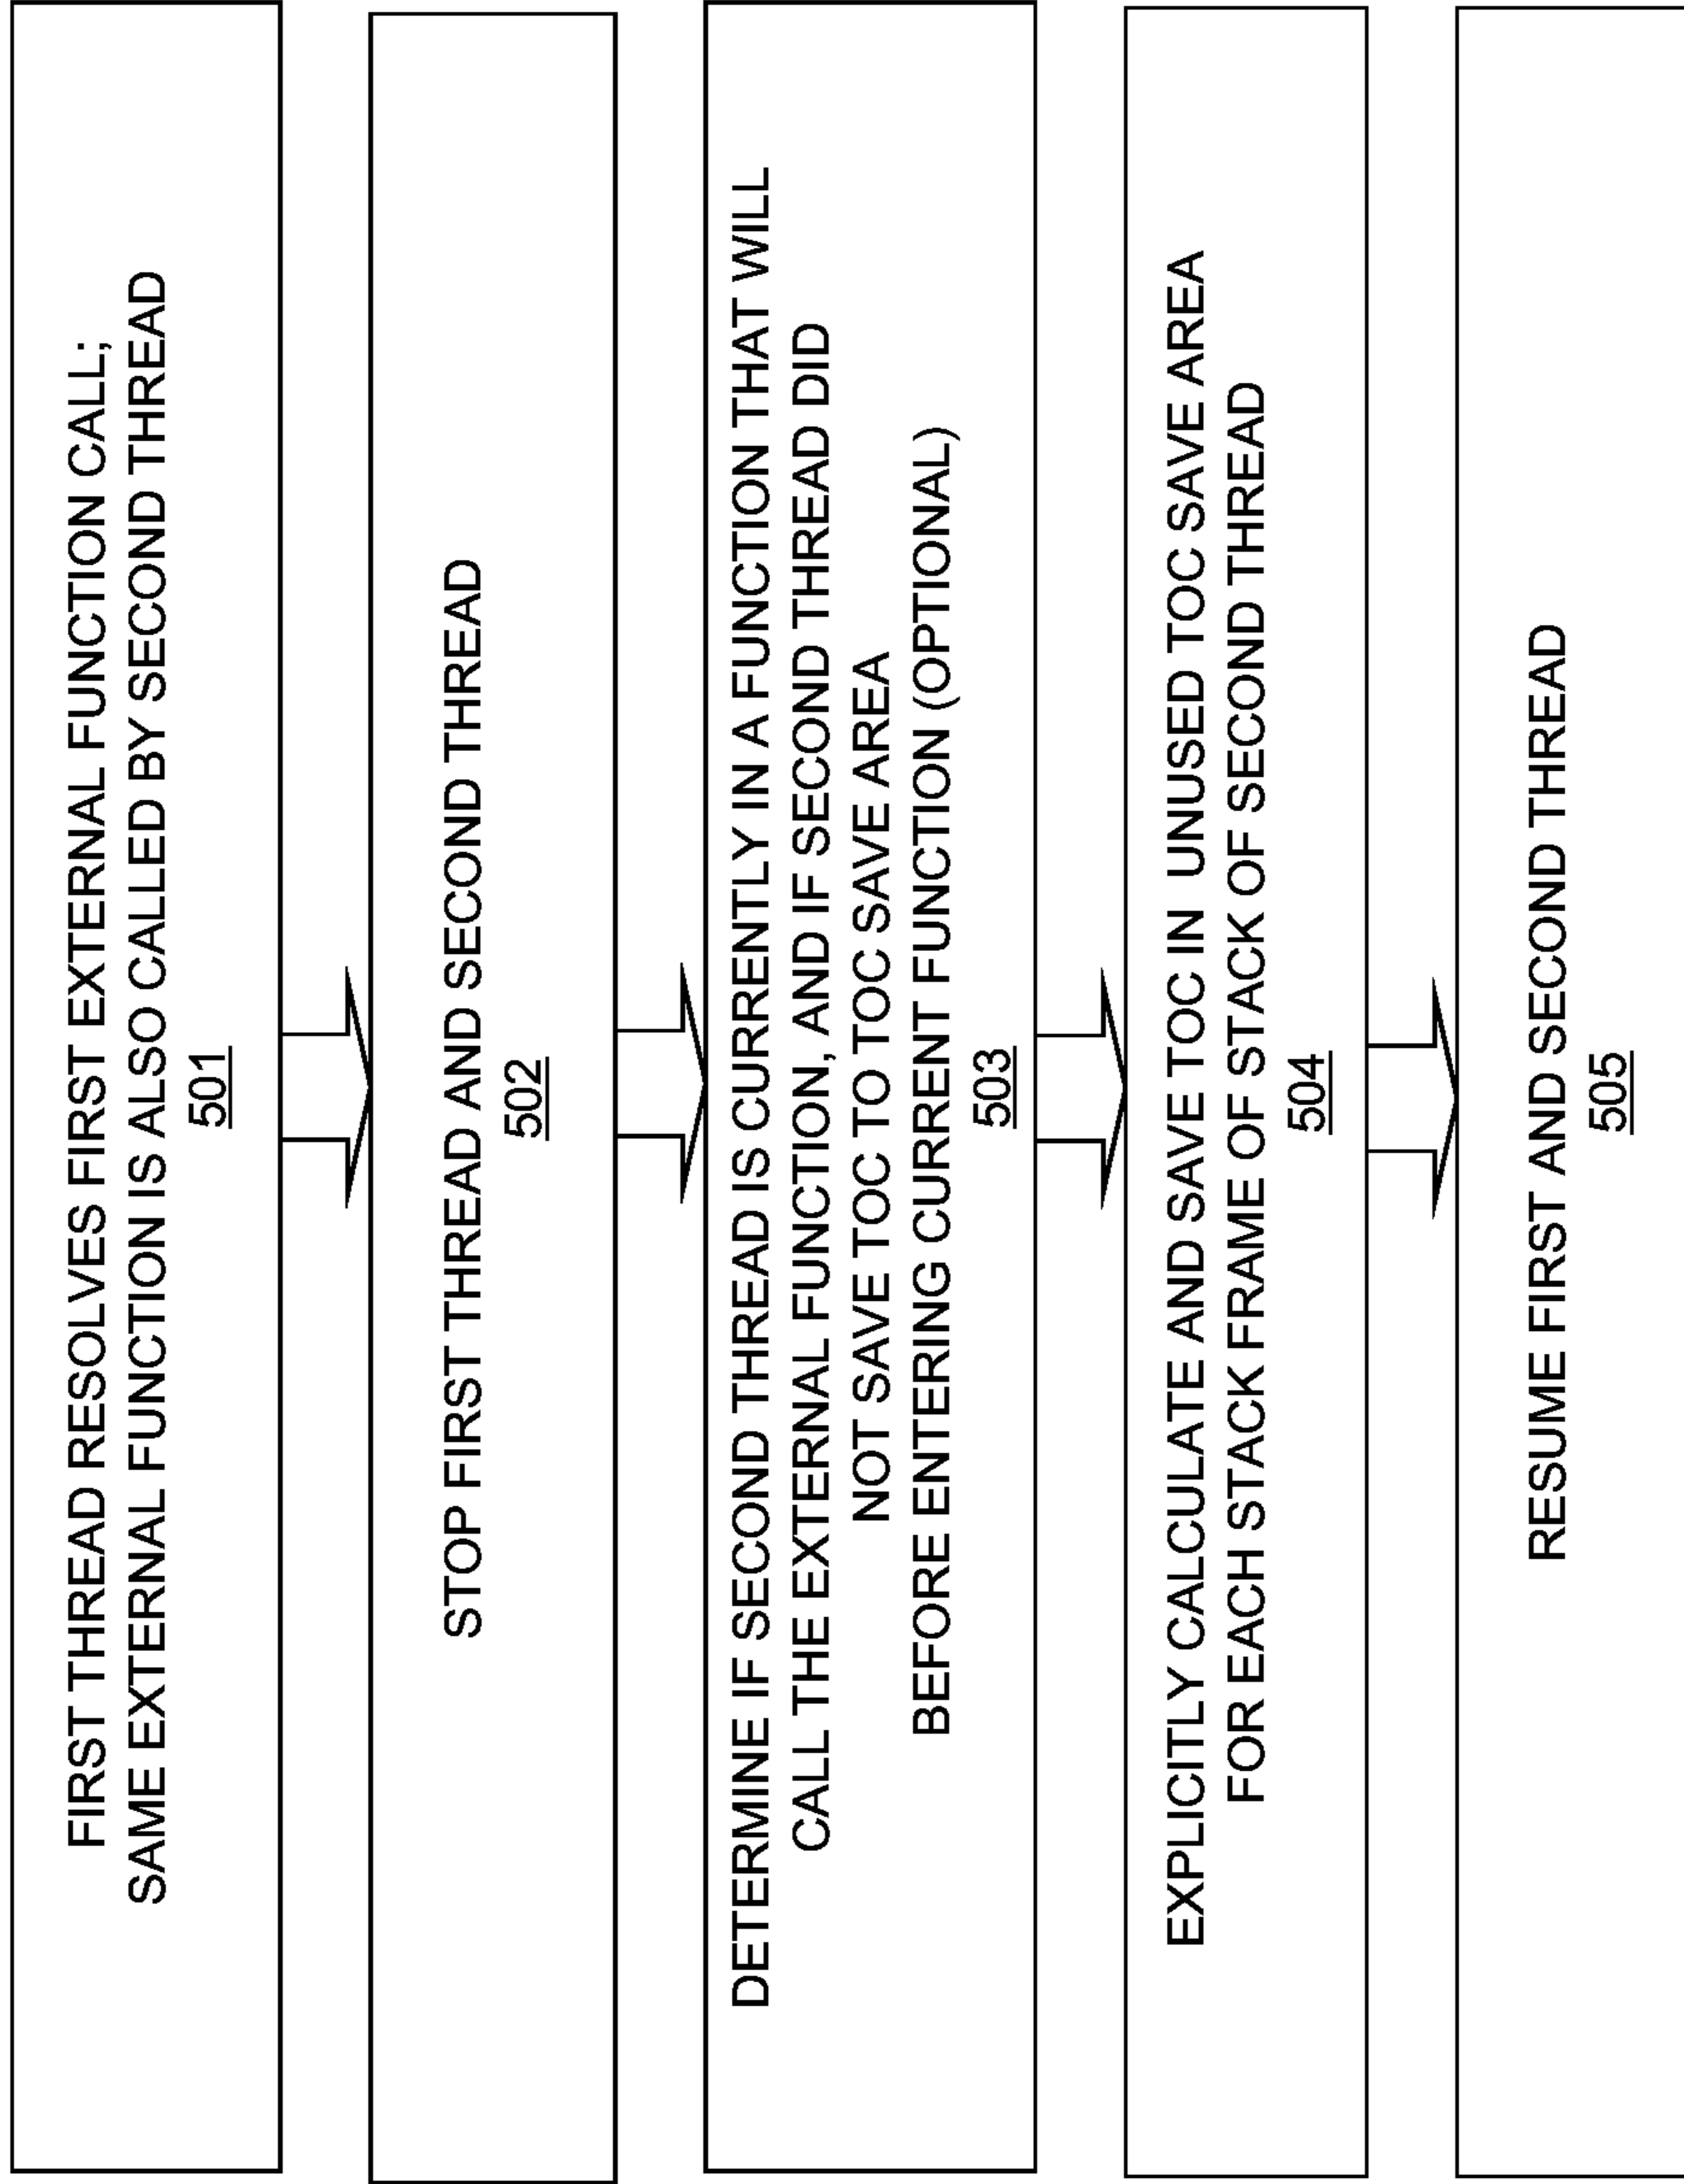 FIRST THREAD RESOLVES FIRST EXTERNAL FUNCTION CALL;
SAME EXTERNAL FUNCTION IS ALSO CALLED BY SECOND THREAD
501
STOP FIRST THREAD AND SECOND THREAD
502
DETERMINE IF SECOND THREAD IS CURRENTLY IN A FUNCTION THAT WILL
CALL THE EXTERNAL FUNCTION, AND IF SECOND THREAD DID
NOT SAVE TOC TO TOC SAVE AREA
BEFORE ENTERING CURRENT FUNCTION (OPTIONAL)
503
EXPLICITLY CALCULATE AND SAVE TOC IN UNUSED TOC SAVE AREA
FOR EACH STACK FRAME OF STACK OF SECOND THREAD
504
RESUME FIRST AND SECOND THREAD
505